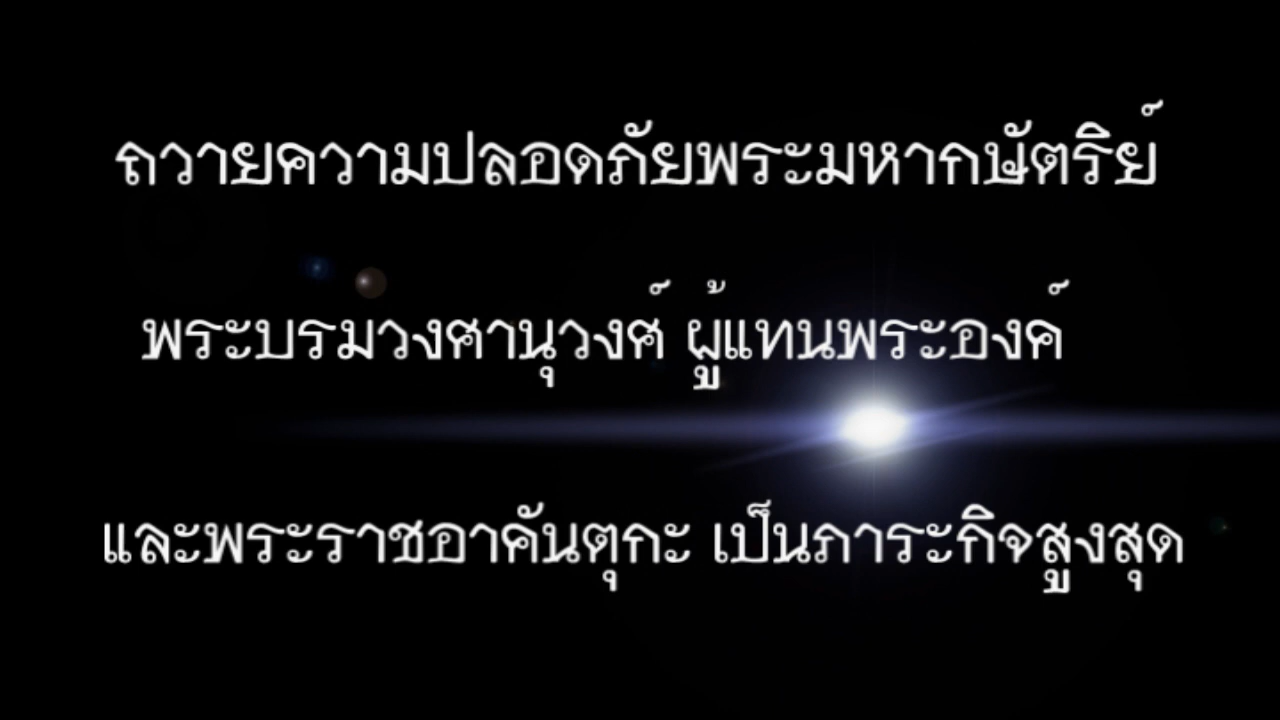 ถวายความปลอดภัยพระมหากษัตริย์
พระบรมวงศานุวงศ์ ผู้แทนพระองค์
และพระราชอาคันตุกะ เป็นภาระกิจสูงสุด